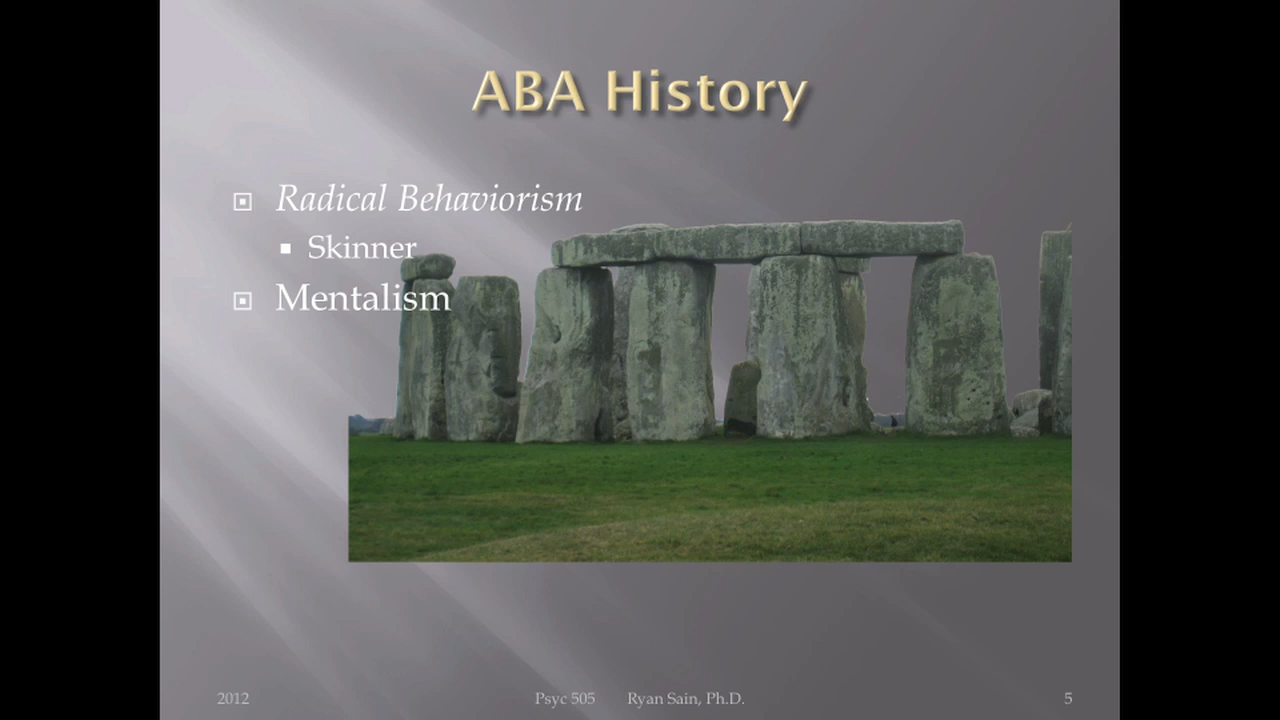 ABA History
Radical Behaviorism
Skinner
Mentalism
2012
Psyc 505 Ryan Sain, Ph.D.
5